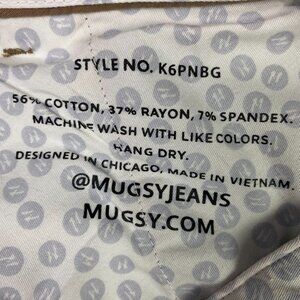 STYLE NO. K6PNBG
56% COTTON, 37% RAYON, 7% SPANDEX.
MACHINE WASH WITH LIKE COLORS.
HANG DRY.
DESIGNED IN CHICAGO. MADE IN VIETNAM.
@MUGSYJEANS
MUGSY.COM